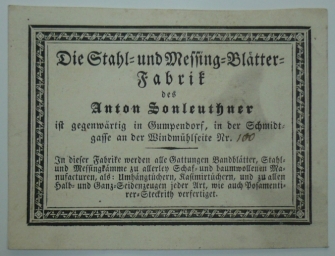 Die Stahl- und Messing-Blätter-
Fabrik
des
Anton Sonleuthner
ist gegenwärtig in Gumpendorf, in der Schmidt-
gasse an der Windmühlseite Nr. 100
In dieser Fabrike werden alle Gattungen Bandblätter, Stahl-
und Messingkämme zu allerley Schaf- und baumwollenen Ma-
nufacturen, als: Umhängtüchern, Kasimirtüchern, und zu allen
Halb- und Ganz-Seidenzeugen jeder Art, wie auch Posamenti-
rer-Steckrith verfertiget.